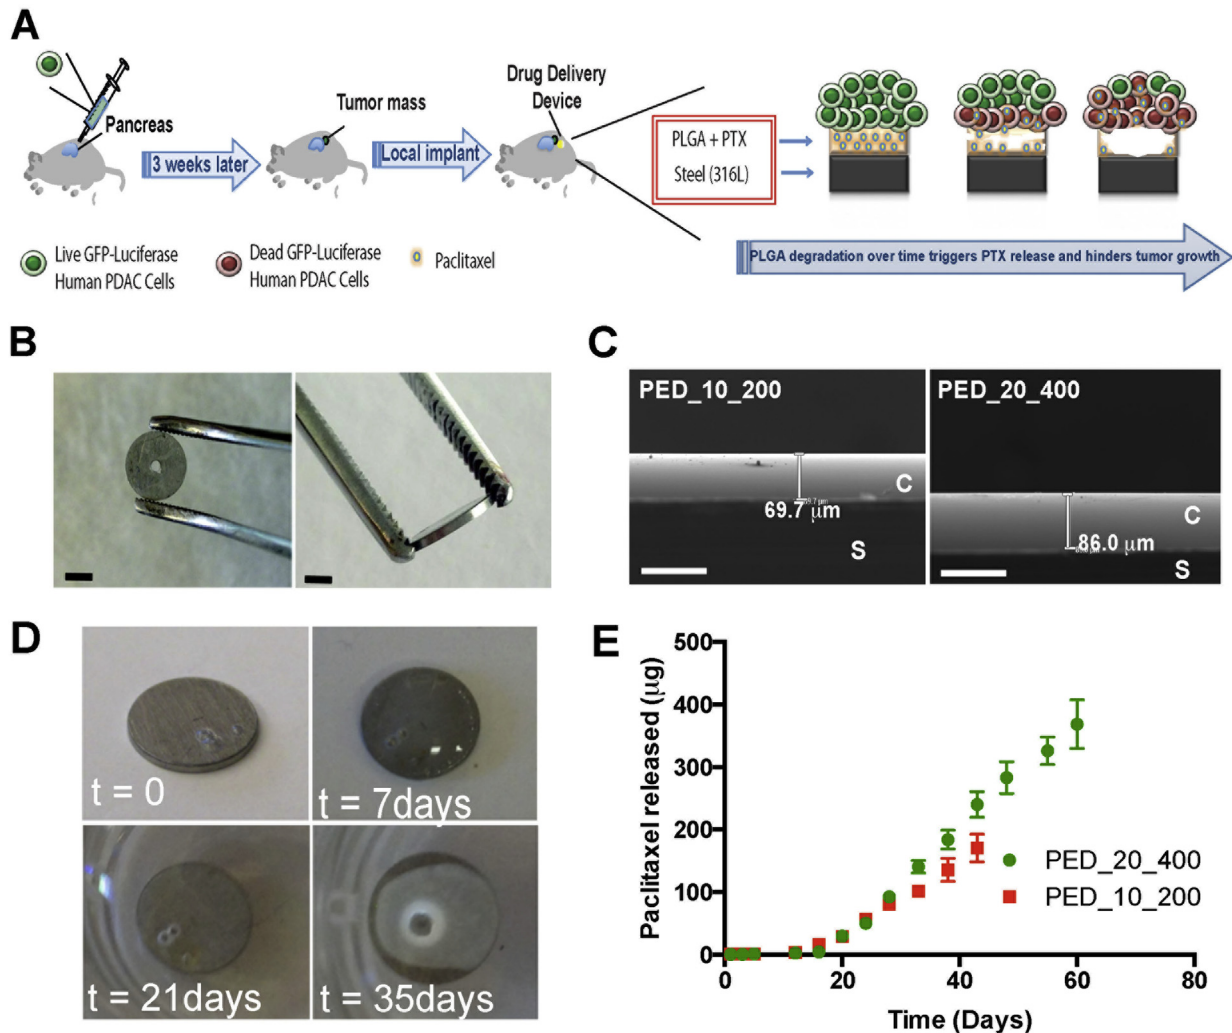 A
Pancreas
3 weeks later
Tumor mass
Local implant
Drug Delivery
Device
PLGA + PTX
Steel (316L)
Live GFP-Luciferase
Human PDAC Cells
Dead GFP-Luciferase
Human PDAC Cells
Paclitaxel
PLGA degradation over time triggers PTX release and hinders tumor growth
B
C
PED_10_200
C
69.7 μm
S
PED_20_400
C
86.0 μm
S
D
t = 0
t = 7days
t = 21days
t = 35days
E
Paclitaxel released (μg)
500
400
300
200
100
0
PED_20_400
PED_10_200
0
20
40
60
80
Time (Days)